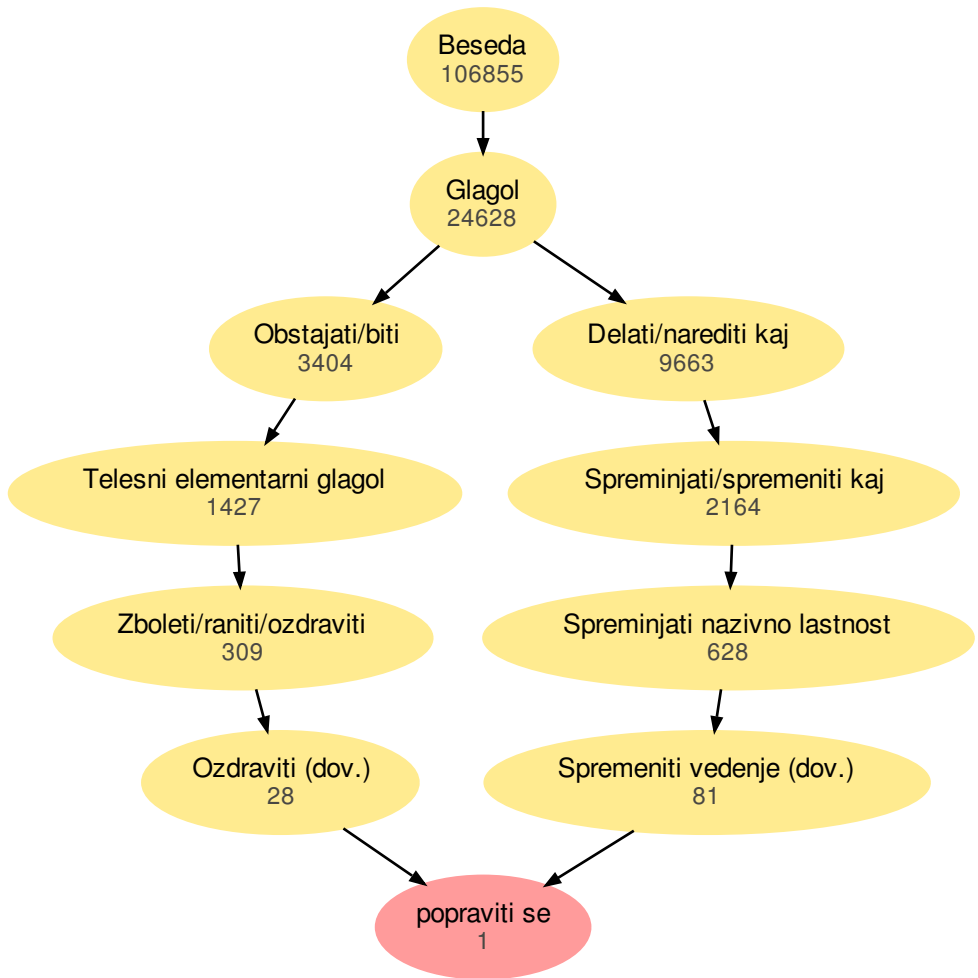 Beseda
106855
Glagol
24628
Obstajati/biti
3404
Delati/narediti kaj
9663
Telesni elementarni glagol
1427
Spreminjati/spremeniti kaj
2164
Zboleti/raniti/ozdraviti
309
Spreminjati nazivno lastnost
628
Ozdraviti (dov.)
28
Spremeniti vedenje (dov.)
81
popraviti se
1